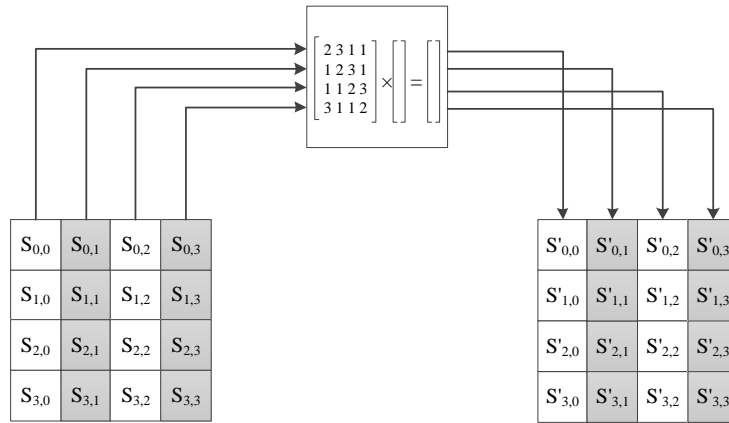 2 3 1 1
1 2 3 1
1 1 2 3
3 1 1 2
× =
S0,0 S0,1 S0,2 S0,3
S1,0 S1,1 S1,2 S1,3
S2,0 S2,1 S2,2 S2,3
S3,0 S3,1 S3,2 S3,3
S'0,0 S'0,1 S'0,2 S'0,3
S'1,0 S'1,1 S'1,2 S'1,3
S'2,0 S'2,1 S'2,2 S'2,3
S'3,0 S'3,1 S'3,2 S'3,3